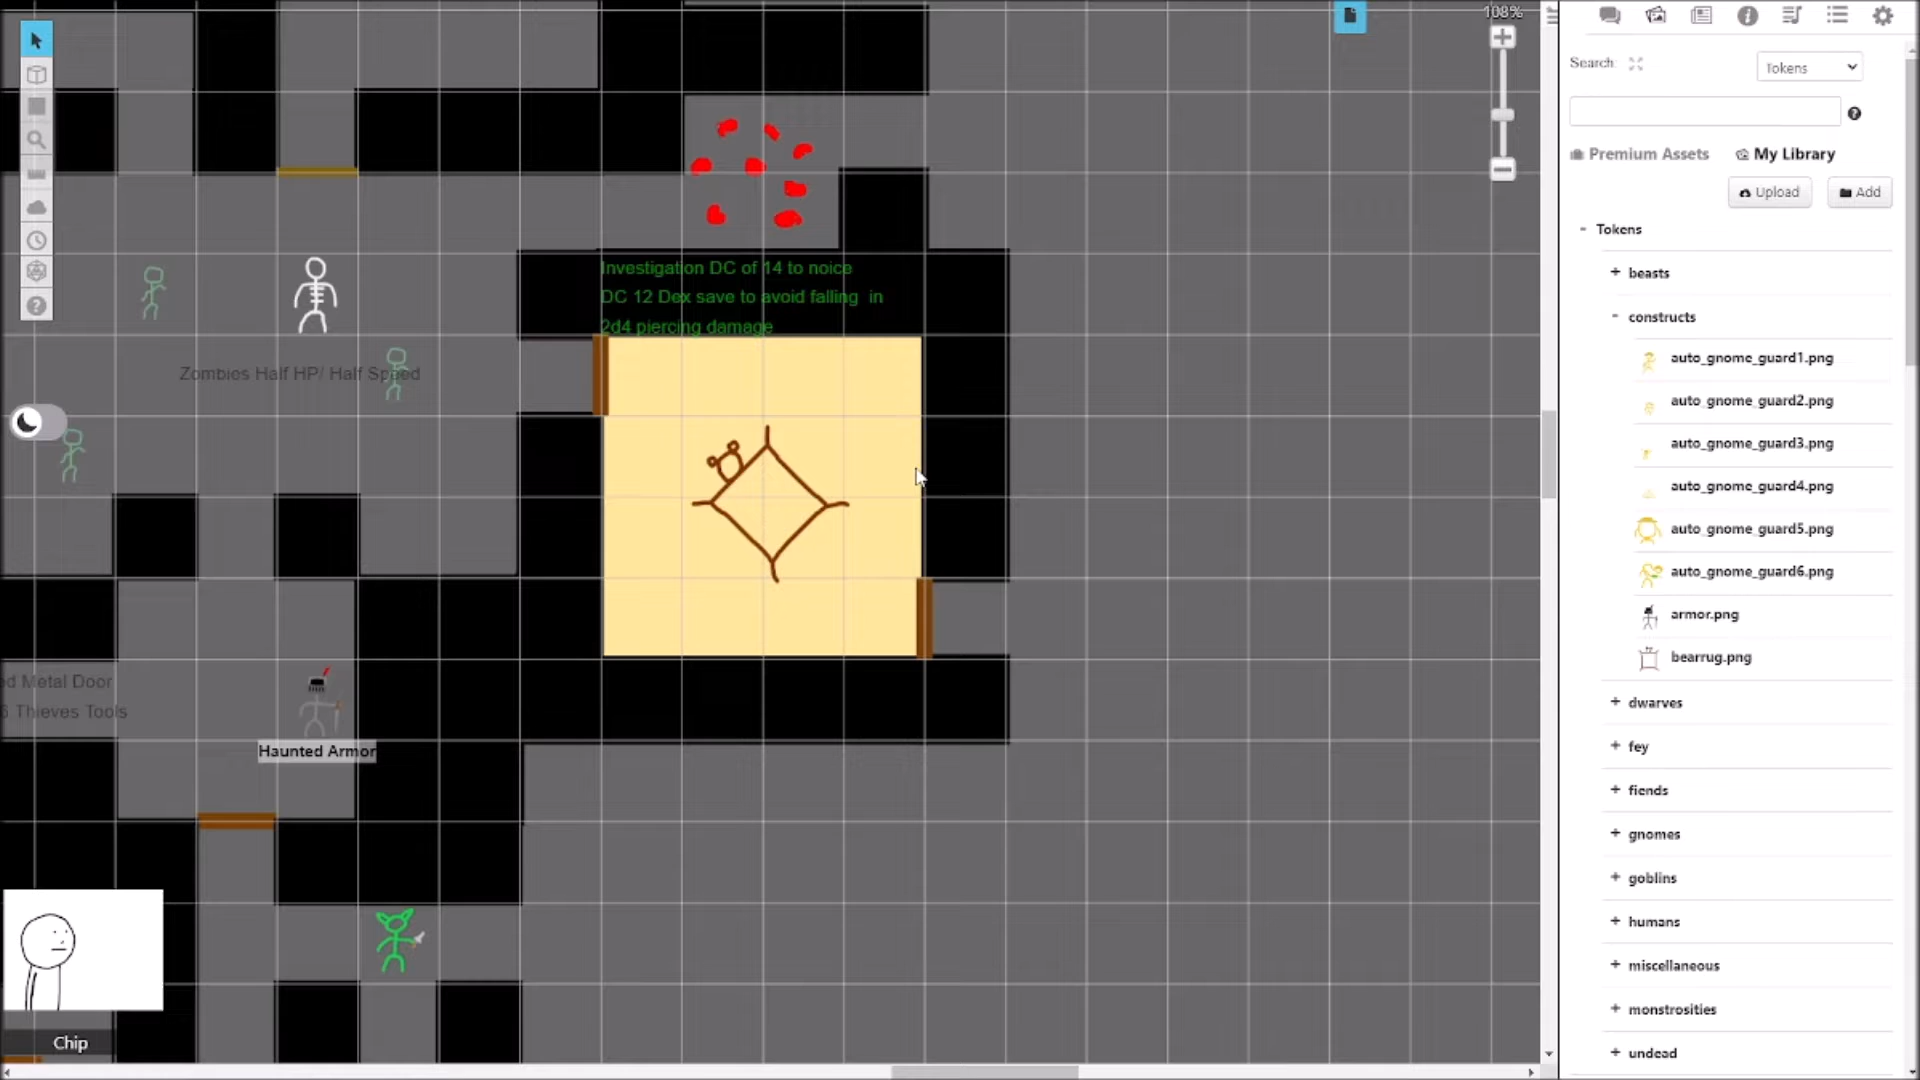 108%
Search:
Tokens
Premium Assets
My Library
Upload
Add
Tokens
beasts
constructs
auto_gnome_guard1.png
auto_gnome_guard2.png
auto_gnome_guard3.png
auto_gnome_guard4.png
auto_gnome_guard5.png
auto_gnome_guard6.png
armor.png
bearrug.png
dwarves
fey
fiends
gnomes
goblins
humans
miscellaneous
monstrosities
undead
Investigation DC of 14 to noice
DC 12 Dex save to avoid falling in
2d4 piercing damage
Zombies Half HP/ Half Speed
ed Metal Door
6 Thieves Tools
Haunted Armor
Chip